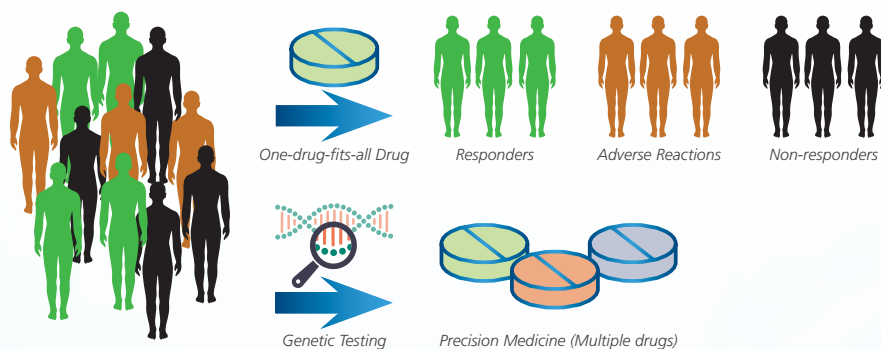 One-drug-fits-all Drug
Responders
Adverse Reactions
Non-responders
Genetic Testing
Precision Medicine (Multiple drugs)